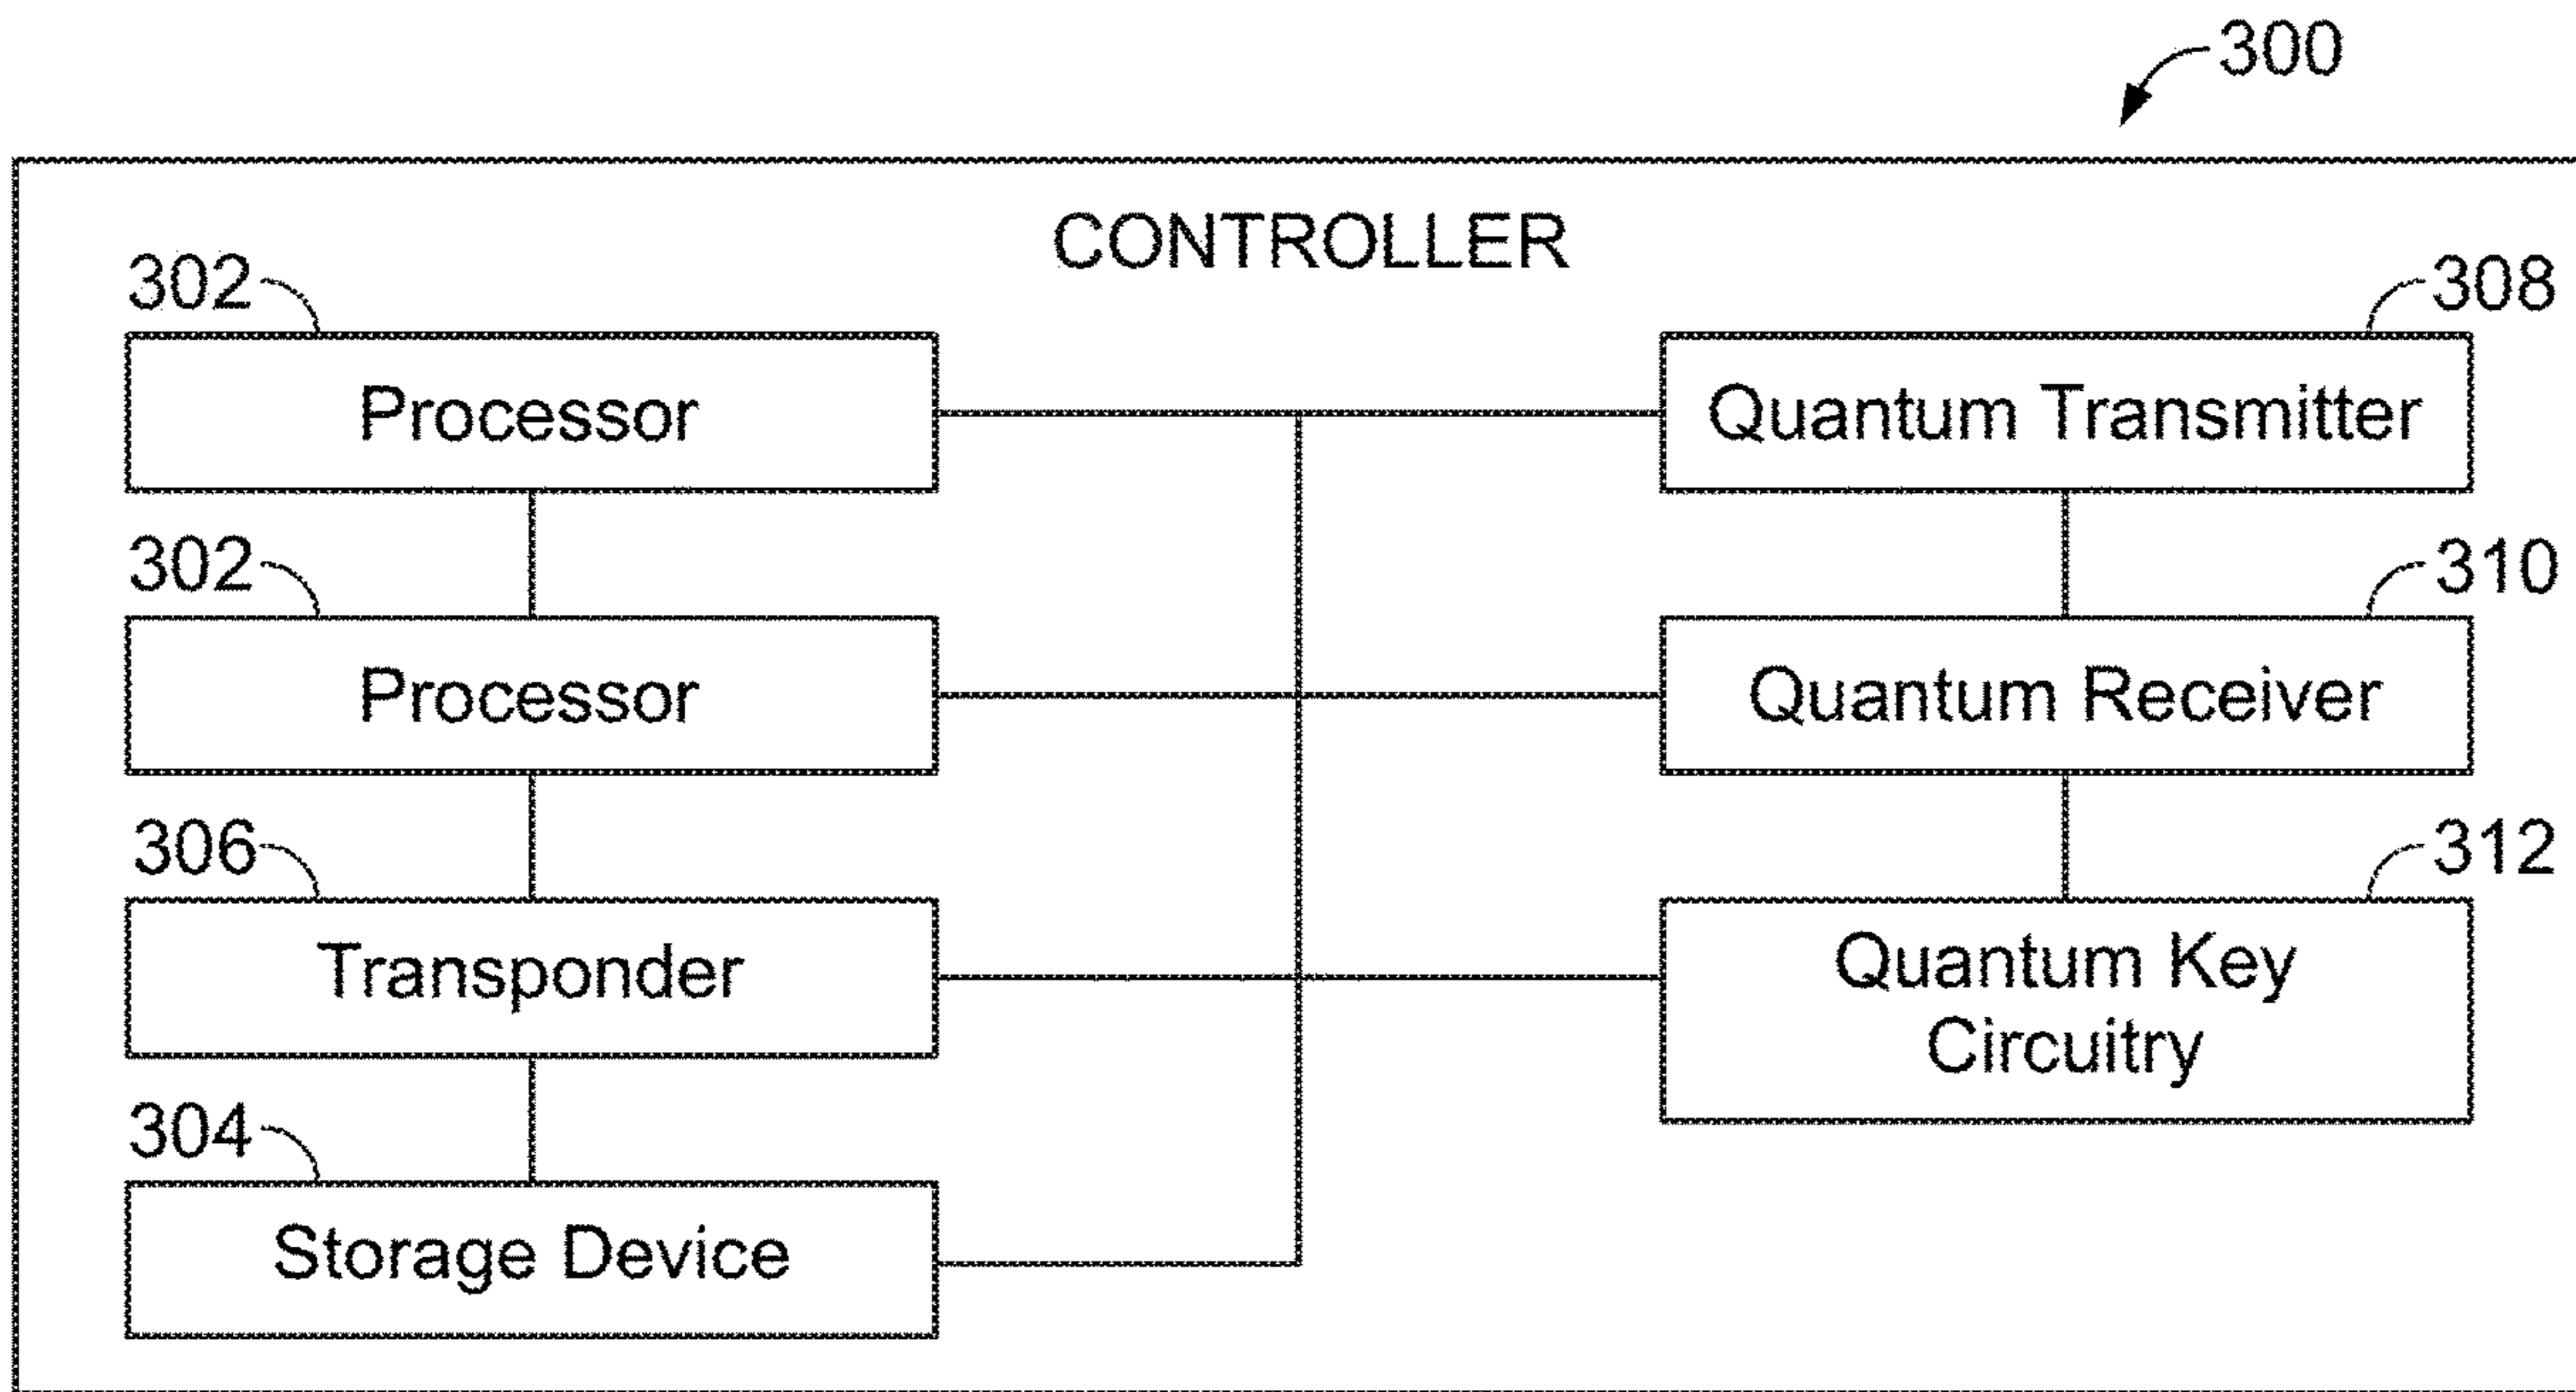 300
CONTROLLER
302
Processor
308
Quantum Transmitter
302
Processor
310
Quantum Receiver
306
Transponder
312
Quantum Key
Circuitry
304
Storage Device